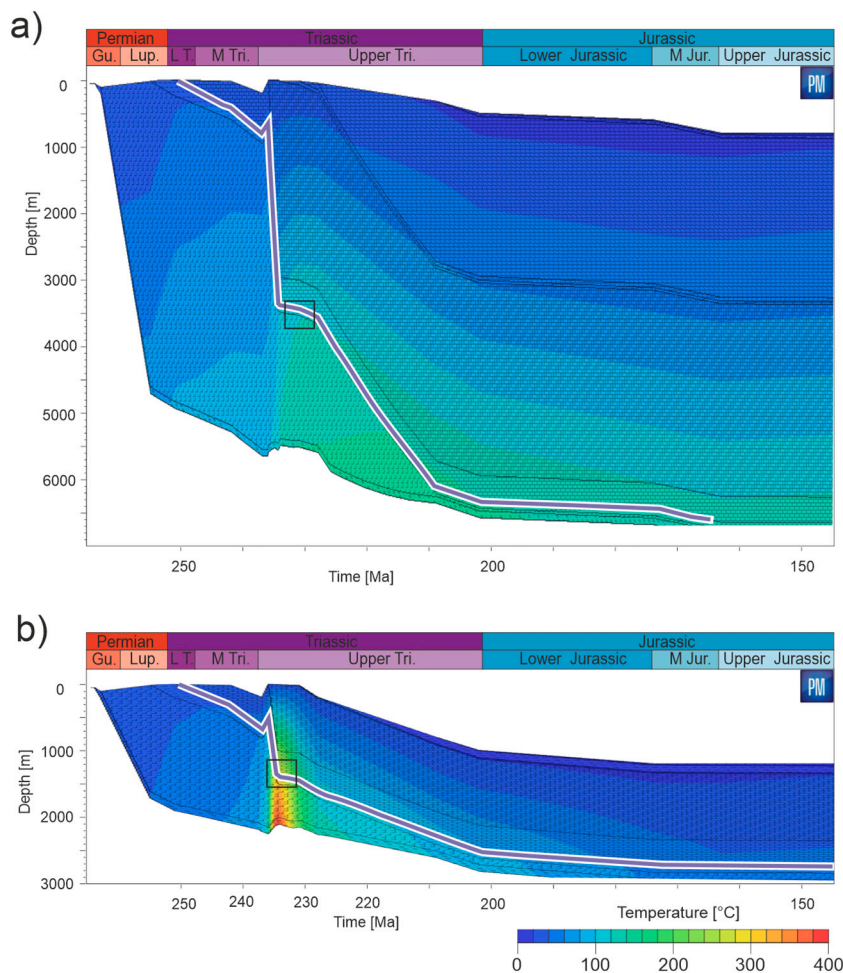 a)
Permian Triassic Jurassic
Gu. Lup. L T. M Tri. Upper Tri. Lower Jurassic M Jur. Upper Jurassic
PM
0
1000
2000
3000
4000
5000
6000
Depth [m]
250 220 200 150
Time [Ma]
b)
Permian Triassic Jurassic
Gu. Lup. L T. M Tri. Upper Tri. Lower Jurassic M Jur. Upper Jurassic
PM
0
1000
2000
3000
Depth [m]
250 240 230 220 200 150
Time [Ma]
Temperature [°C]
0 100 200 300 400